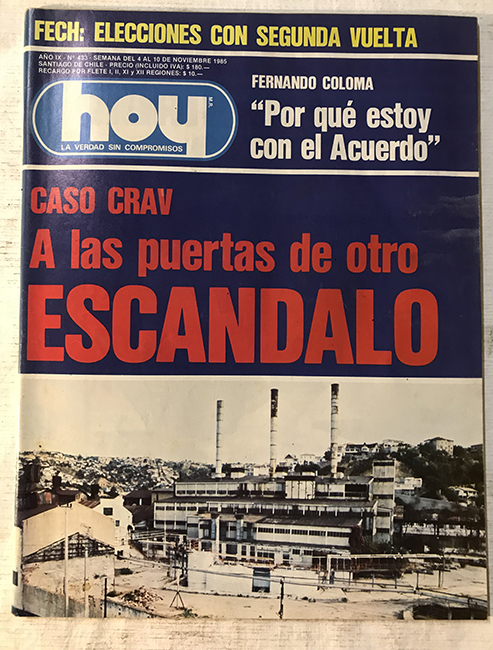 FECH: ELECCIONES CON SEGUNDA VUELTA
AÑO IX - Nº 433 - SEMANA DEL 4 AL 10 DE NOVIEMBRE 1985
SANTIAGO DE CHILE - PRECIO (INCLUIDO IVA): $ 180.—
RECARGO POR FLETE I, II, XI y XII REGIONES: $ 10.—
hoy
M.R.
LA VERDAD SIN COMPROMISOS
FERNANDO COLOMA
"Por qué estoy
con el Acuerdo"
CASO CRAV
A las puertas de otro
ESCANDALO